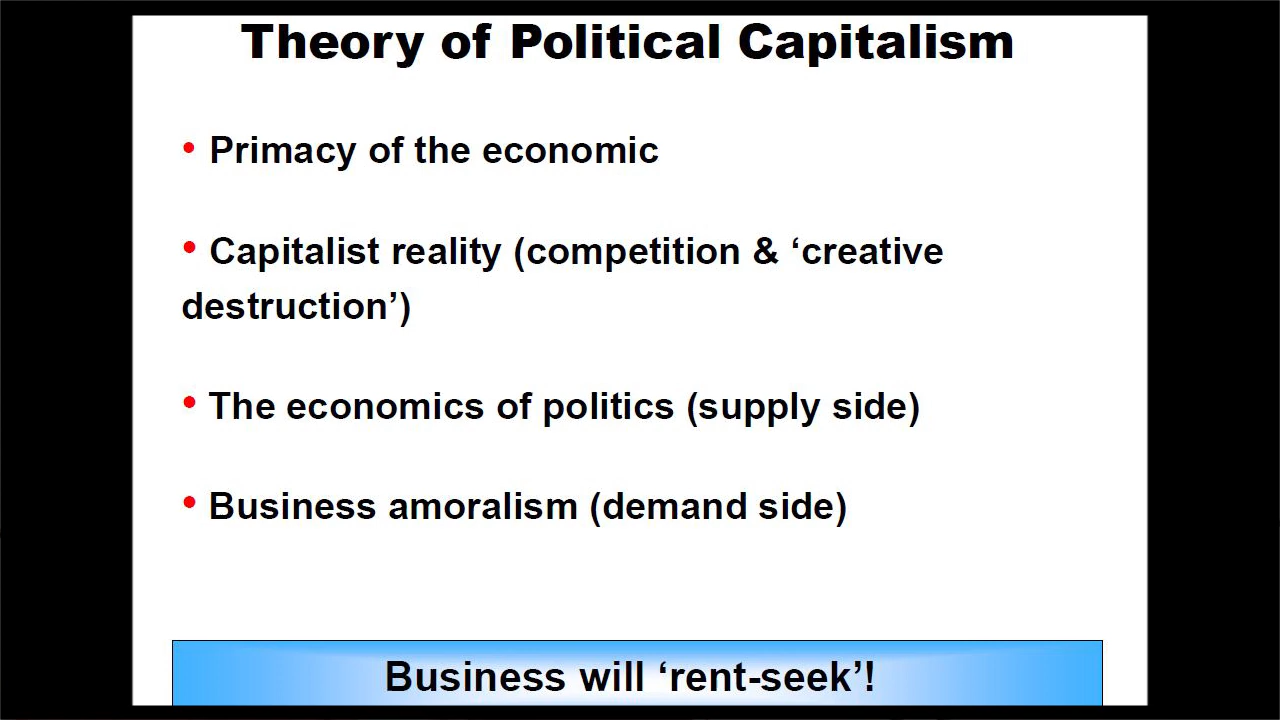 Theory of Political Capitalism
• Primacy of the economic
• Capitalist reality (competition & ‘creative
destruction’)
• The economics of politics (supply side)
• Business amoralism (demand side)
Business will ‘rent-seek’!